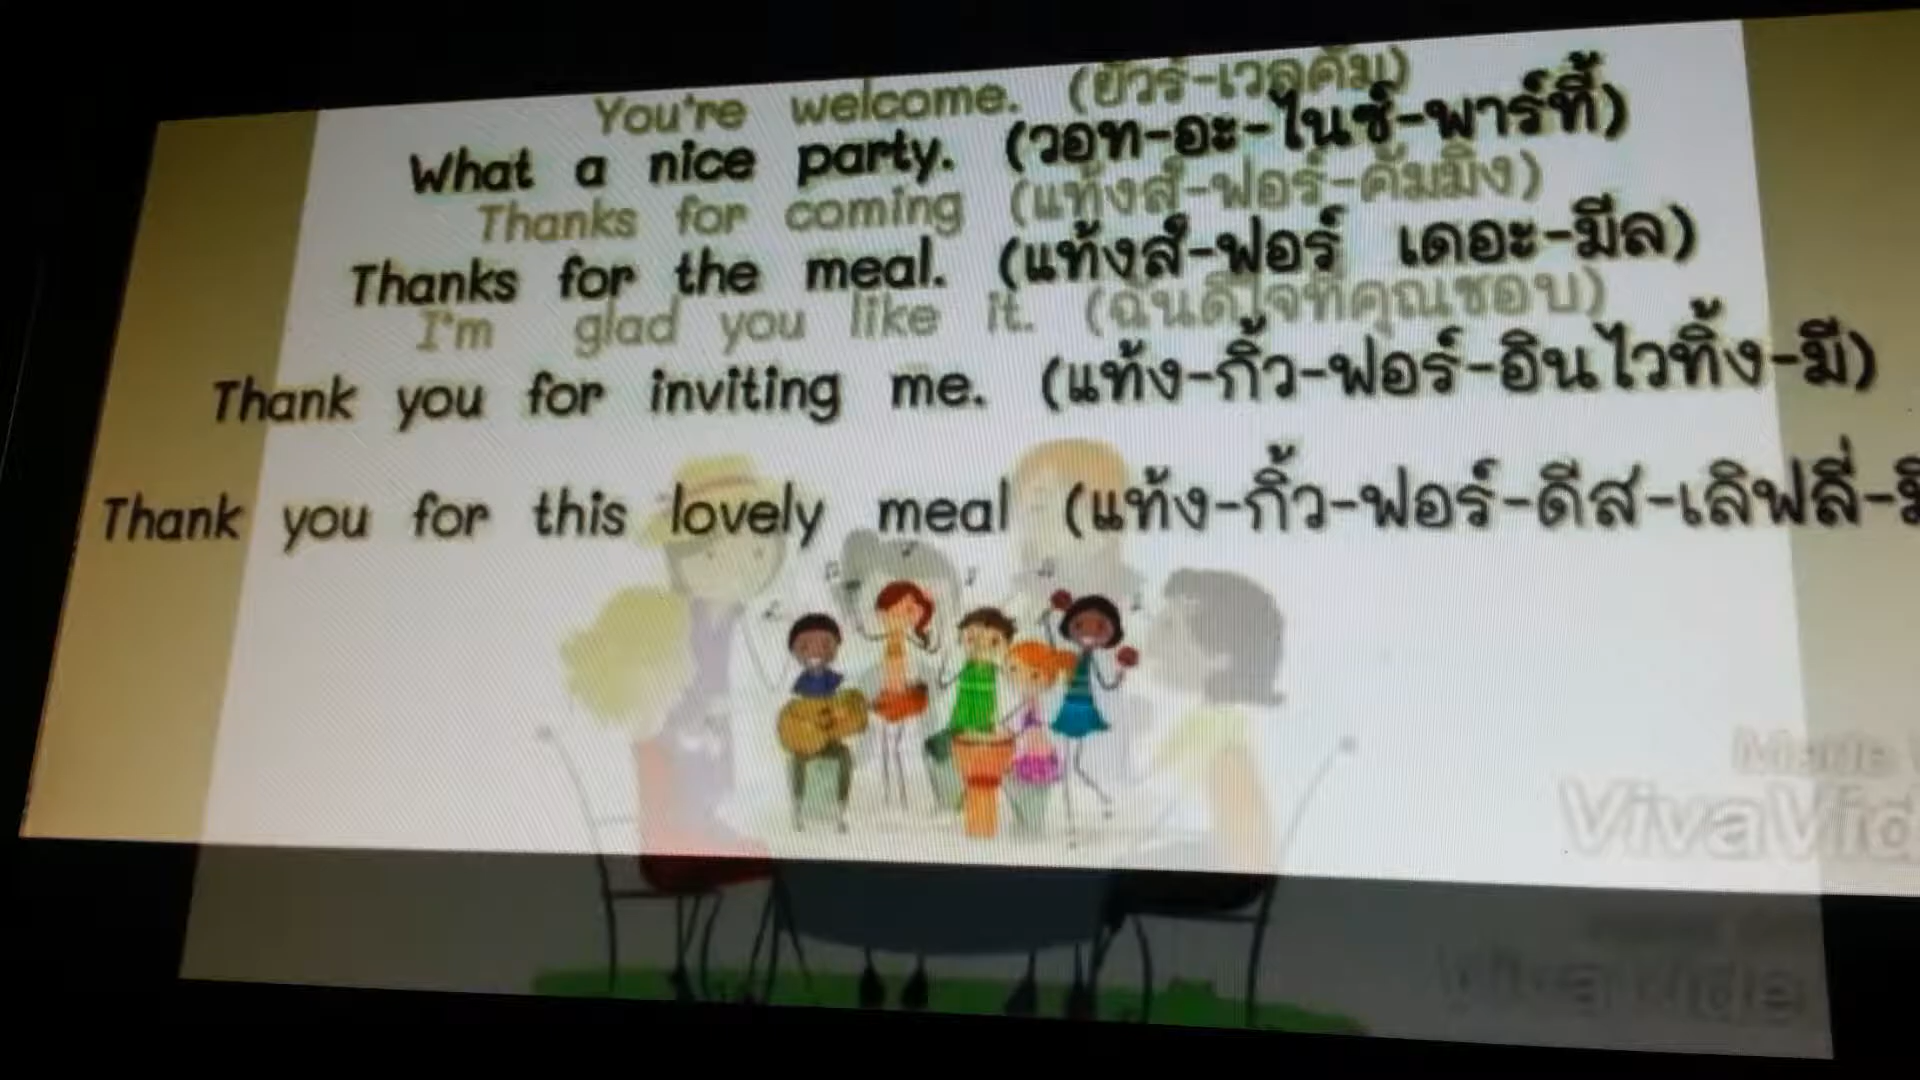 You're welcome. (ยัวร์-เวลคัม)
What a nice party. (วอท-อะ-ไนซ์-พาร์ที้)
Thanks for coming (แท้งส์-ฟอร์-คัมมิ่ง)
Thanks for the meal. (แท้งส์-ฟอร์ เดอะ-มีล)
I'm glad you like it. (ฉันดีใจที่คุณชอบ)
Thank you for inviting me. (แท้ง-กิ้ว-ฟอร์-อินไวทิ้ง-มี)
Thank you for this lovely meal (แท้ง-กิ้ว-ฟอร์-ดีส-เลิฟลี่-
Made
VivaVid